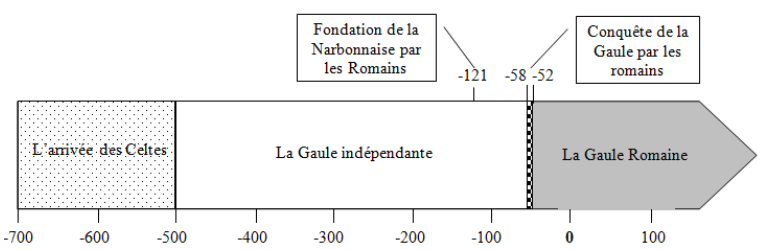 Fondation de la
Narbonnaise par
les Romains
Conquête de la
Gaule par les
romains
-121
-58
-52
L'arrivée des Celtes
La Gaule indépendante
La Gaule Romaine
-700
-600
-500
-400
-300
-200
-100
0
100